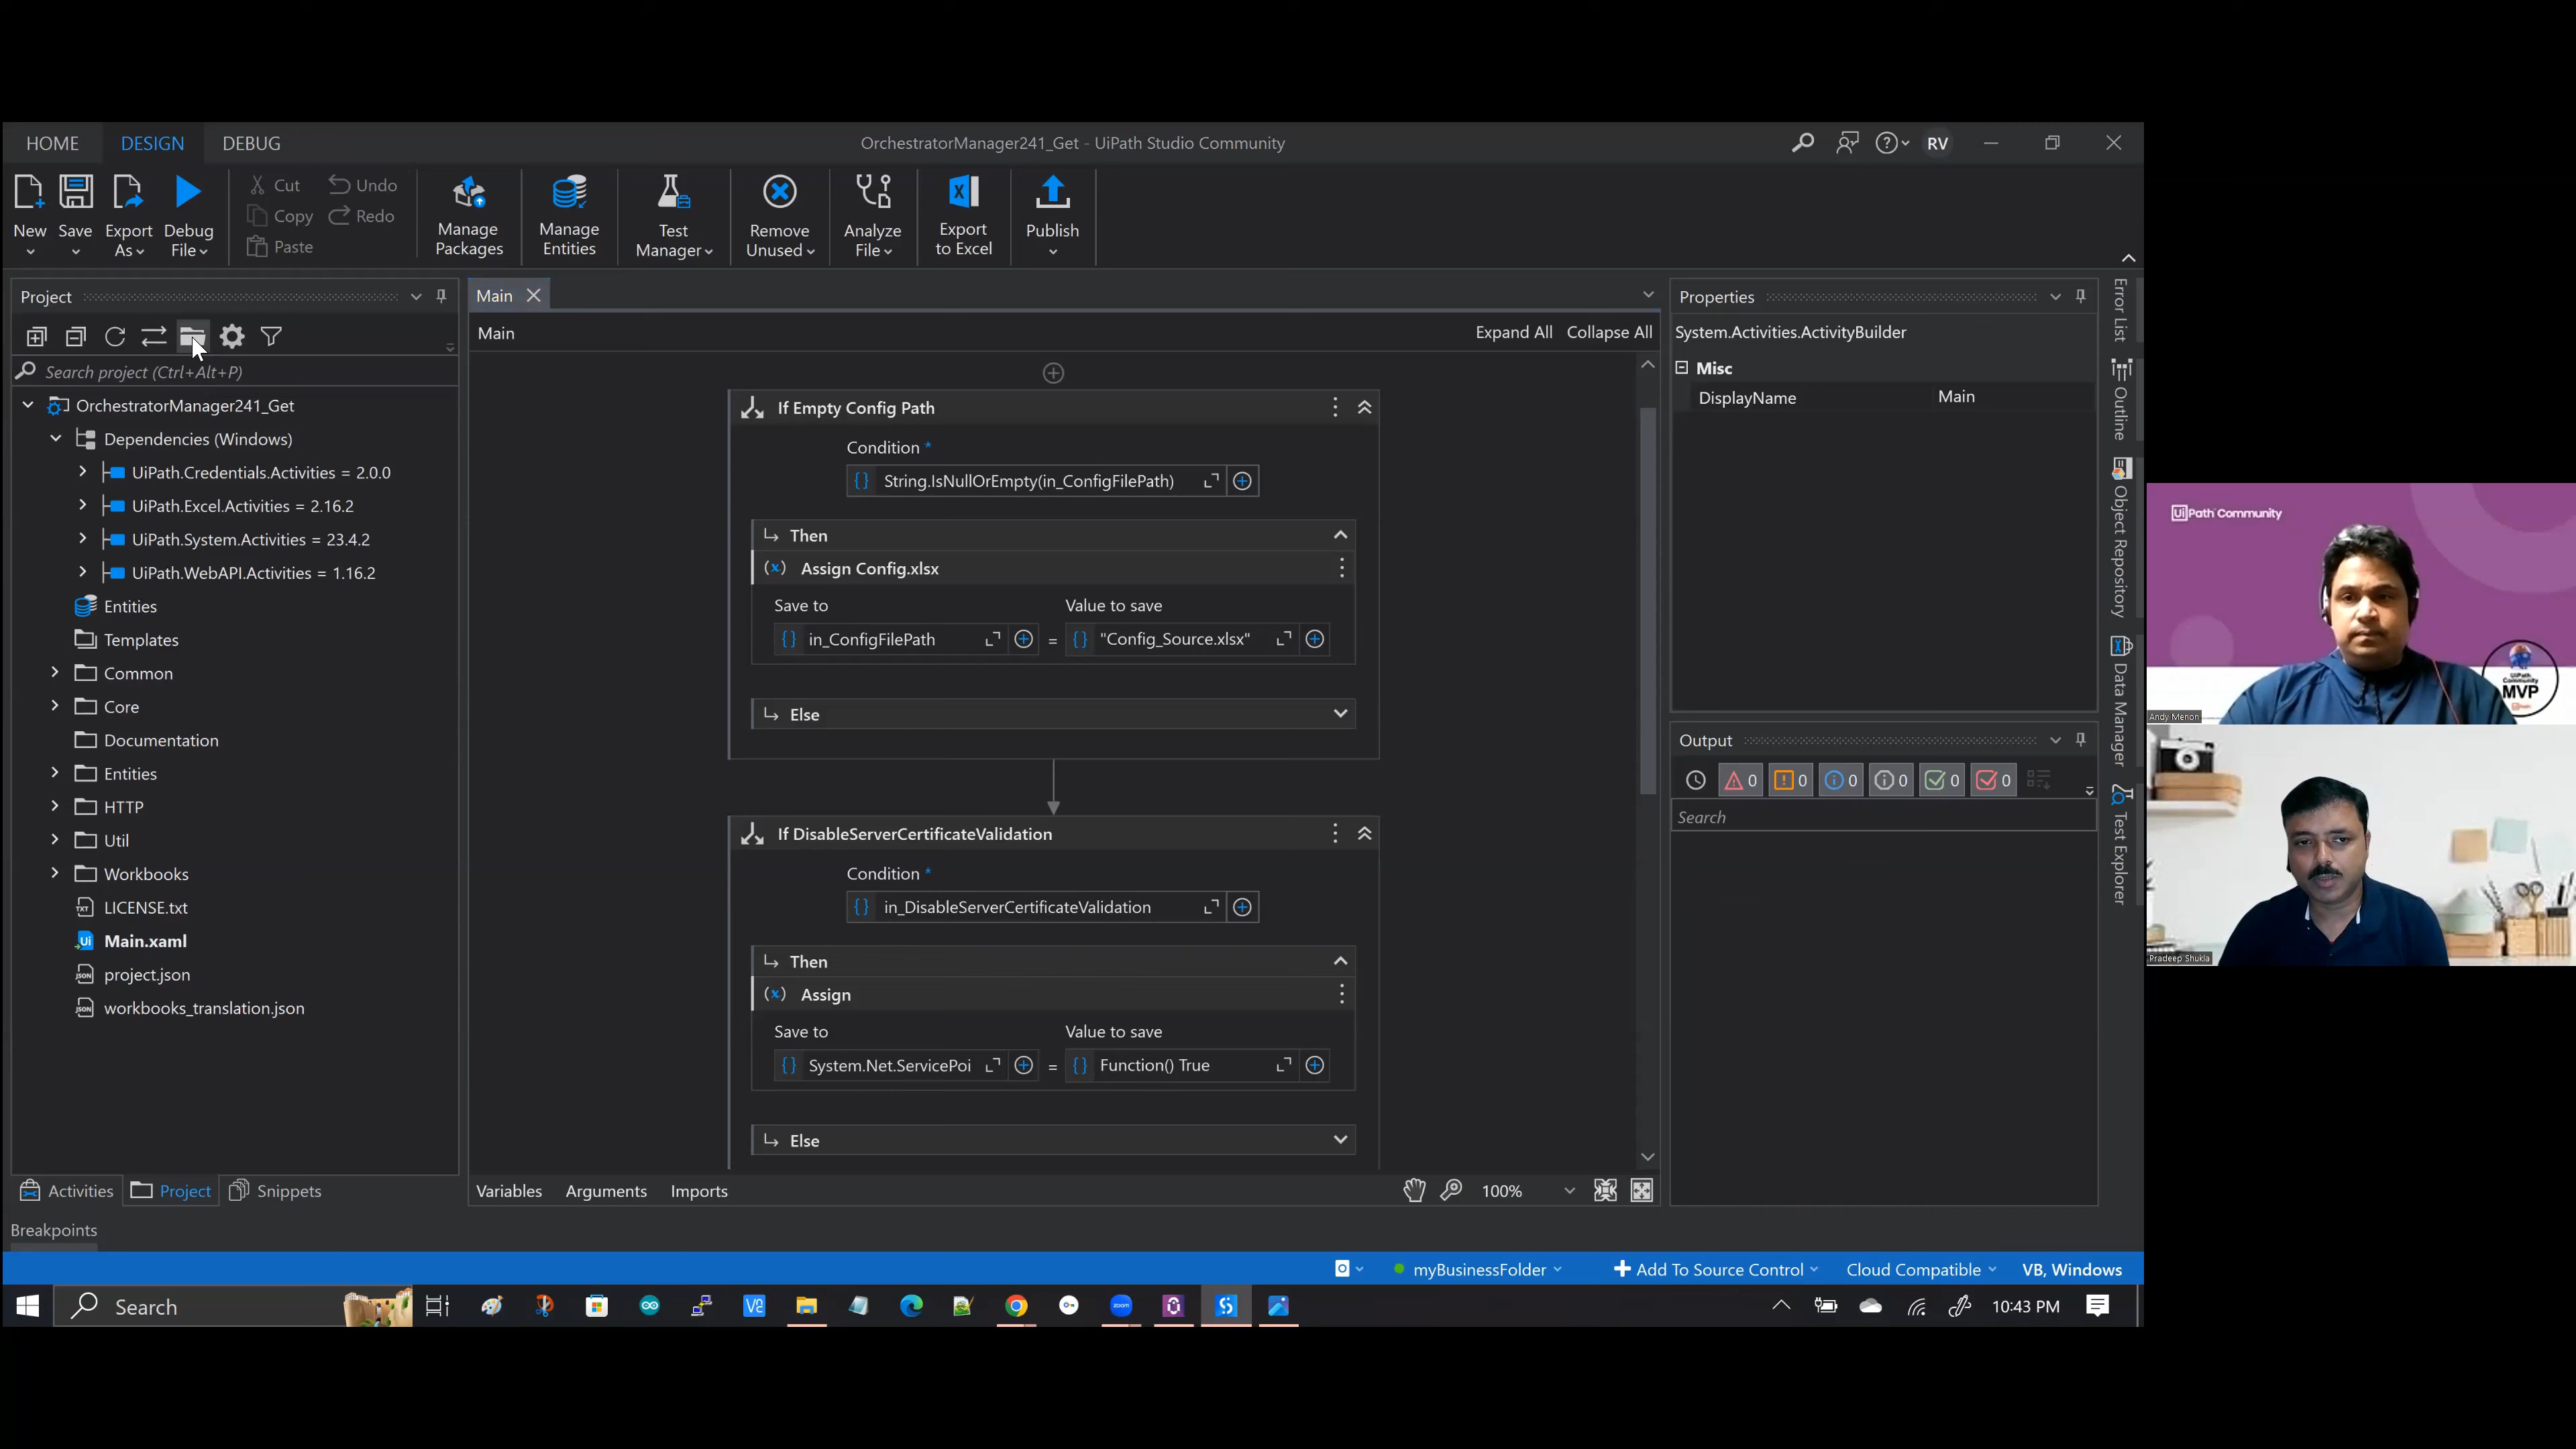 HOME DESIGN DEBUG
OrchestratorManager241_Get - UiPath Studio Community
RV
New
Save
Export As
Debug File
Cut
Copy
Paste
Undo
Redo
Manage Packages
Manage Entities
Test Manager
Remove Unused
Analyze File
Export to Excel
Publish
Project
Search project (Ctrl+Alt+P)
OrchestratorManager241_Get
Dependencies (Windows)
UiPath.Credentials.Activities = 2.0.0
UiPath.Excel.Activities = 2.16.2
UiPath.System.Activities = 23.4.2
UiPath.WebAPI.Activities = 1.16.2
Entities
Templates
Common
Core
Documentation
Entities
HTTP
Util
Workbooks
LICENSE.txt
Main.xaml
project.json
workbooks_translation.json
Activities Project Snippets
Breakpoints
Main
Main
Expand All Collapse All
If Empty Config Path
Condition *
String.IsNullOrEmpty(in_ConfigFilePath)
Then
Assign Config.xlsx
Save to Value to save
in_ConfigFilePath = "Config_Source.xlsx"
Else
If DisableServerCertificateValidation
Condition *
in_DisableServerCertificateValidation
Then
Assign
Save to Value to save
System.Net.ServicePoi = Function() True
Else
Variables Arguments Imports
100%
Properties
System.Activities.ActivityBuilder
Misc
DisplayName Main
Output
0 0 0 0 0 0
Search
Error List
Outline
Object Repository
Data Manager
Test Explorer
myBusinessFolder
Add To Source Control
Cloud Compatible
VB, Windows
Search
zoom
10:43 PM
UiPath Community
UiPath Community MVP
Andy Menon
Pradeep Shukla